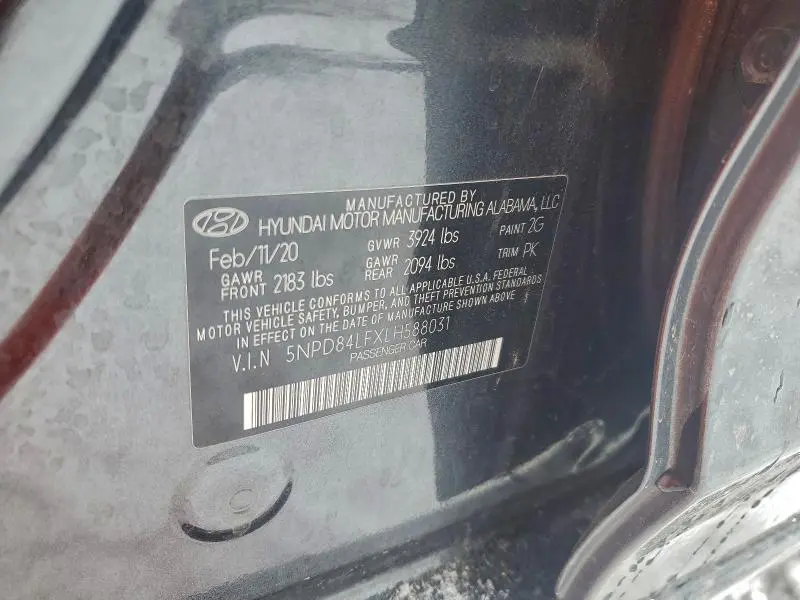 MANUFACTURED BY
HYUNDAI MOTOR MANUFACTURING ALABAMA, LLC
Feb/11/20 GVWR 3924 lbs PAINT 2G
GAWR FRONT 2183 lbs GAWR REAR 2094 lbs TRIM PK
THIS VEHICLE CONFORMS TO ALL APPLICABLE U.S.A. FEDERAL
MOTOR VEHICLE SAFETY, BUMPER, AND THEFT PREVENTION STANDARDS
IN EFFECT ON THE DATE OF MANUFACTURE SHOWN ABOVE
V.I.N 5NPD84LFXLH588031
PASSENGER CAR